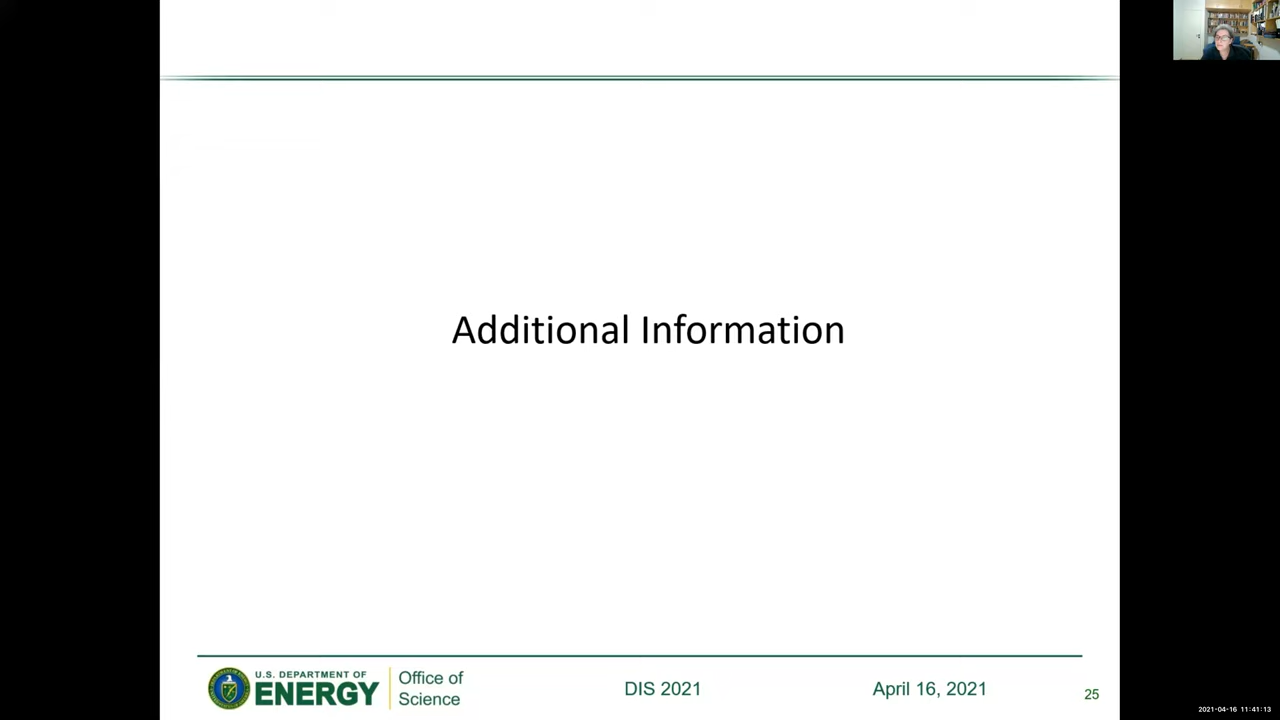 Additional Information
U.S. DEPARTMENT OF
ENERGY
Office of
Science
DIS 2021
April 16, 2021
25
2021-04-16 11:41:13